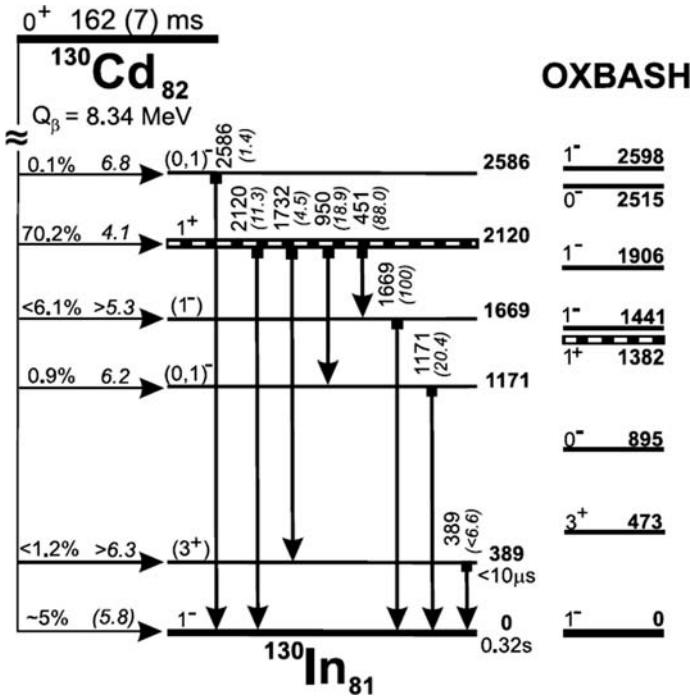 0⁺ 162 (7) ms
¹³⁰Cd₈₂
OXBASH
Qᵦ = 8.34 MeV
≈
0.1% 6.8 (0,1)⁻ 2586 (1.4) 2586
1⁻ 2598
0⁻ 2515
70.2% 4.1 1⁺ 2120 (11.3) 1732 (4.5) 950 (18.9) 451 (88.0) 2120
1⁻ 1906
<6.1% >5.3 (1⁻) 1669 (100) 1669
1⁻ 1441
1⁺ 1382
0.9% 6.2 (0,1)⁻ 1171 (20.4) 1171
0⁻ 895
3⁺ 473
<1.2% >6.3 (3⁺) 389 (<6.6) 389
<10μs
~5% (5.8) 1⁻ 0
0.32s
1⁻ 0
¹³⁰In₈₁